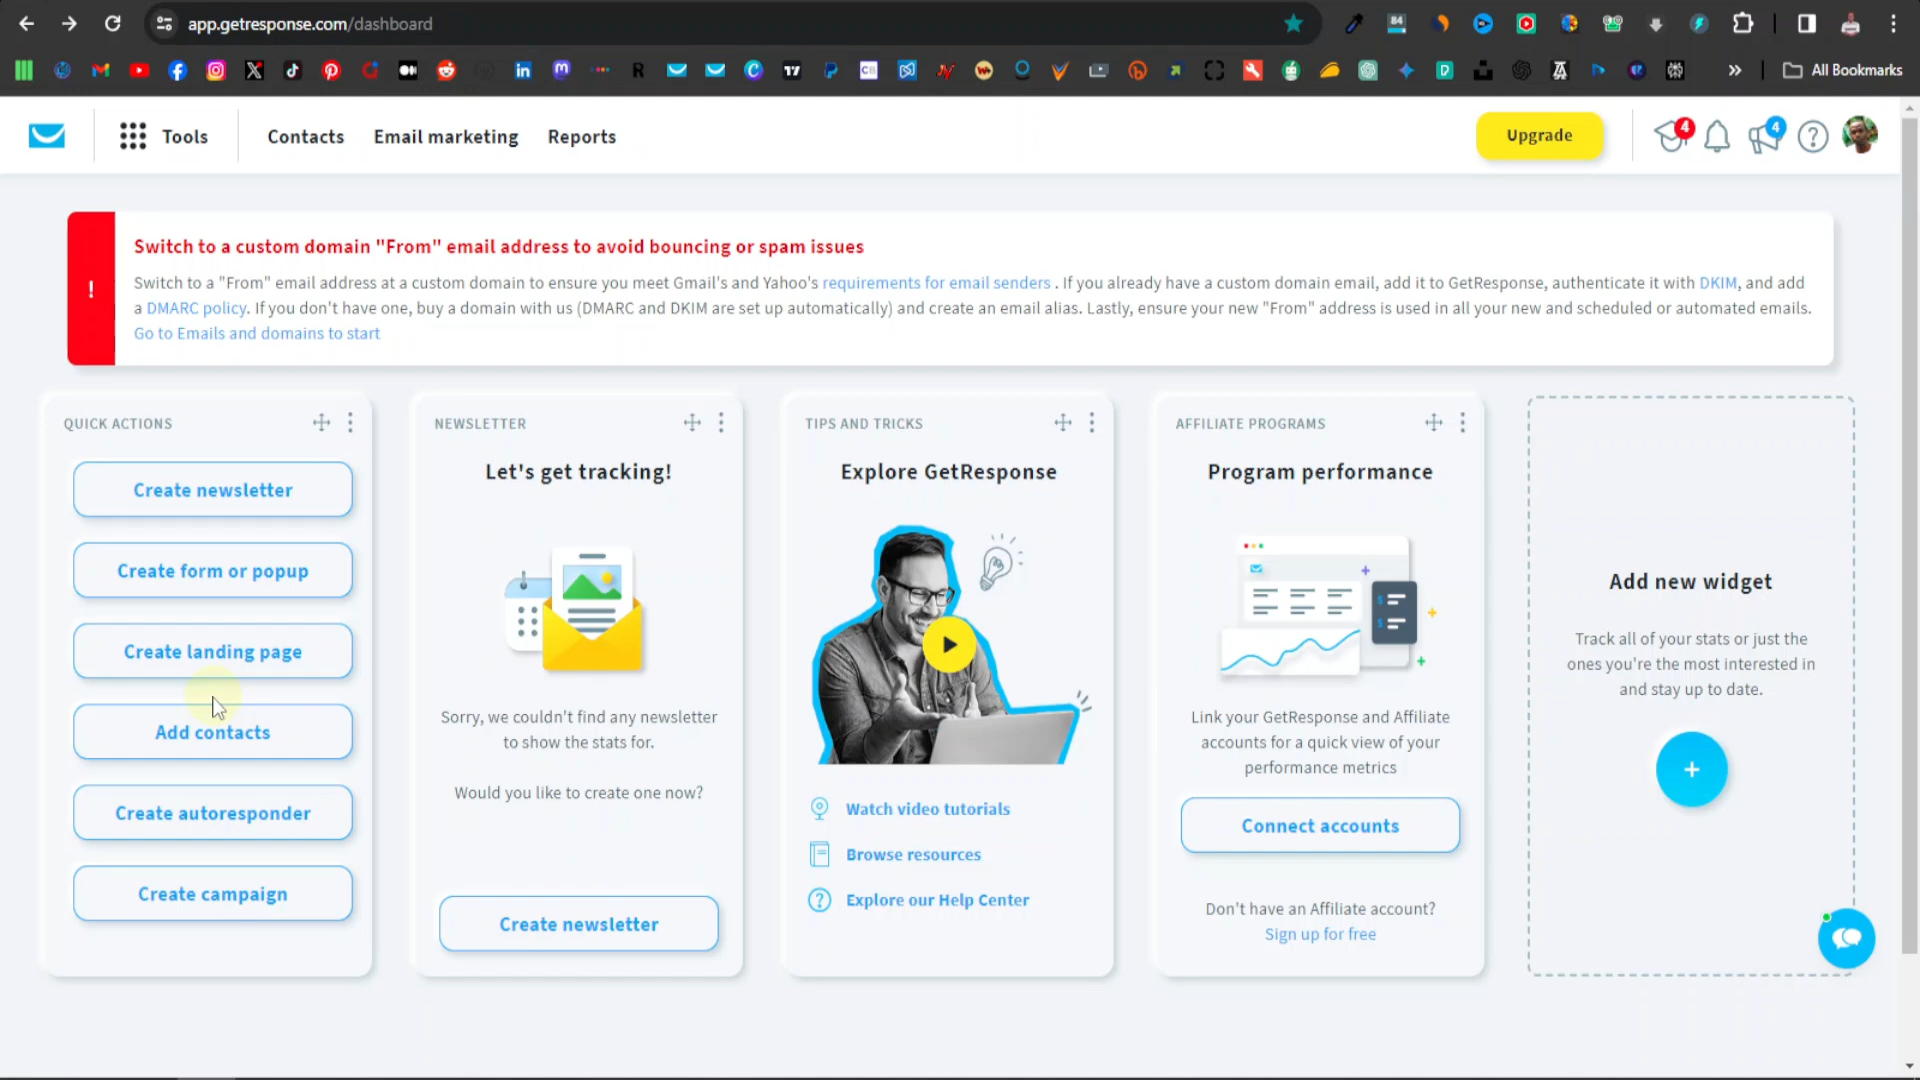 app.getresponse.com/dashboard
84
All Bookmarks
Tools
Contacts
Email marketing
Reports
Upgrade
4
4
Switch to a custom domain "From" email address to avoid bouncing or spam issues
Switch to a "From" email address at a custom domain to ensure you meet Gmail's and Yahoo's requirements for email senders . If you already have a custom domain email, add it to GetResponse, authenticate it with DKIM, and add
a DMARC policy. If you don't have one, buy a domain with us (DMARC and DKIM are set up automatically) and create an email alias. Lastly, ensure your new "From" address is used in all your new and scheduled or automated emails.
Go to Emails and domains to start
QUICK ACTIONS
Create newsletter
Create form or popup
Create landing page
Add contacts
Create autoresponder
Create campaign
NEWSLETTER
Let's get tracking!
Sorry, we couldn't find any newsletter
to show the stats for.
Would you like to create one now?
Create newsletter
TIPS AND TRICKS
Explore GetResponse
Watch video tutorials
Browse resources
Explore our Help Center
AFFILIATE PROGRAMS
Program performance
Link your GetResponse and Affiliate
accounts for a quick view of your
performance metrics
Connect accounts
Don't have an Affiliate account?
Sign up for free
Add new widget
Track all of your stats or just the
ones you're the most interested in
and stay up to date.